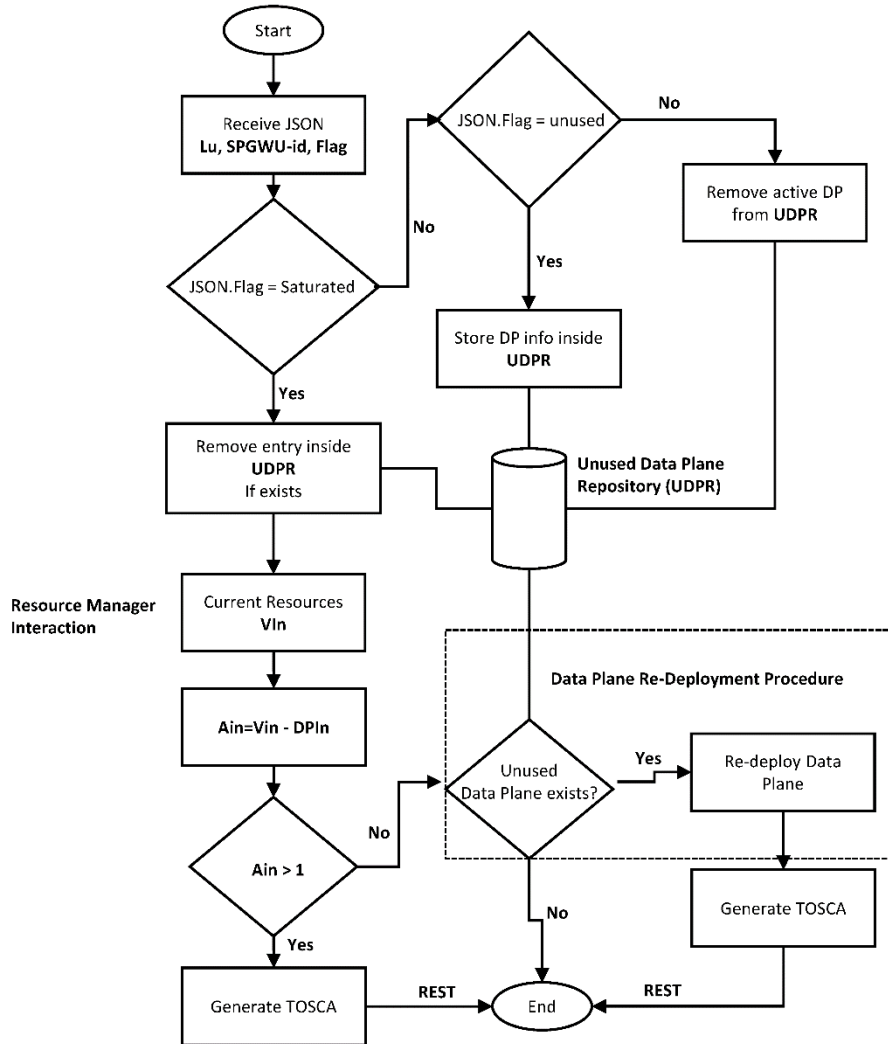 Start
Receive JSON
Lu, SPGWU-id, Flag
JSON.Flag = unused
No
Remove active DP
from UDPR
No
JSON.Flag = Saturated
Yes
Store DP info inside
UDPR
Yes
Remove entry inside
UDPR
If exists
Unused Data Plane
Repository (UDPR)
Resource Manager
Interaction
Current Resources
VIn
Data Plane Re-Deployment Procedure
Ain=Vin - DPIn
Unused
Data Plane exists?
Yes
Re-deploy Data
Plane
No
Ain > 1
No
Generate TOSCA
Yes
Generate TOSCA
REST
End
REST